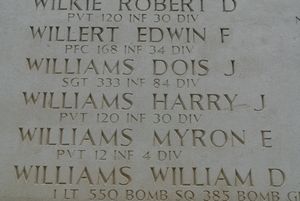 WILKIE ROBERT D
PVT 120 INF 30 DIV
WILLERT EDWIN F
PFC 168 INF 34 DIV
WILLIAMS DOIS J
SGT 333 INF 84 DIV
WILLIAMS HARRY J
PVT 120 INF 30 DIV
WILLIAMS MYRON E
PVT 12 INF 4 DIV
WILLIAMS WILLIAM D
1 LT 550 BOMB SQ 385 BOMB